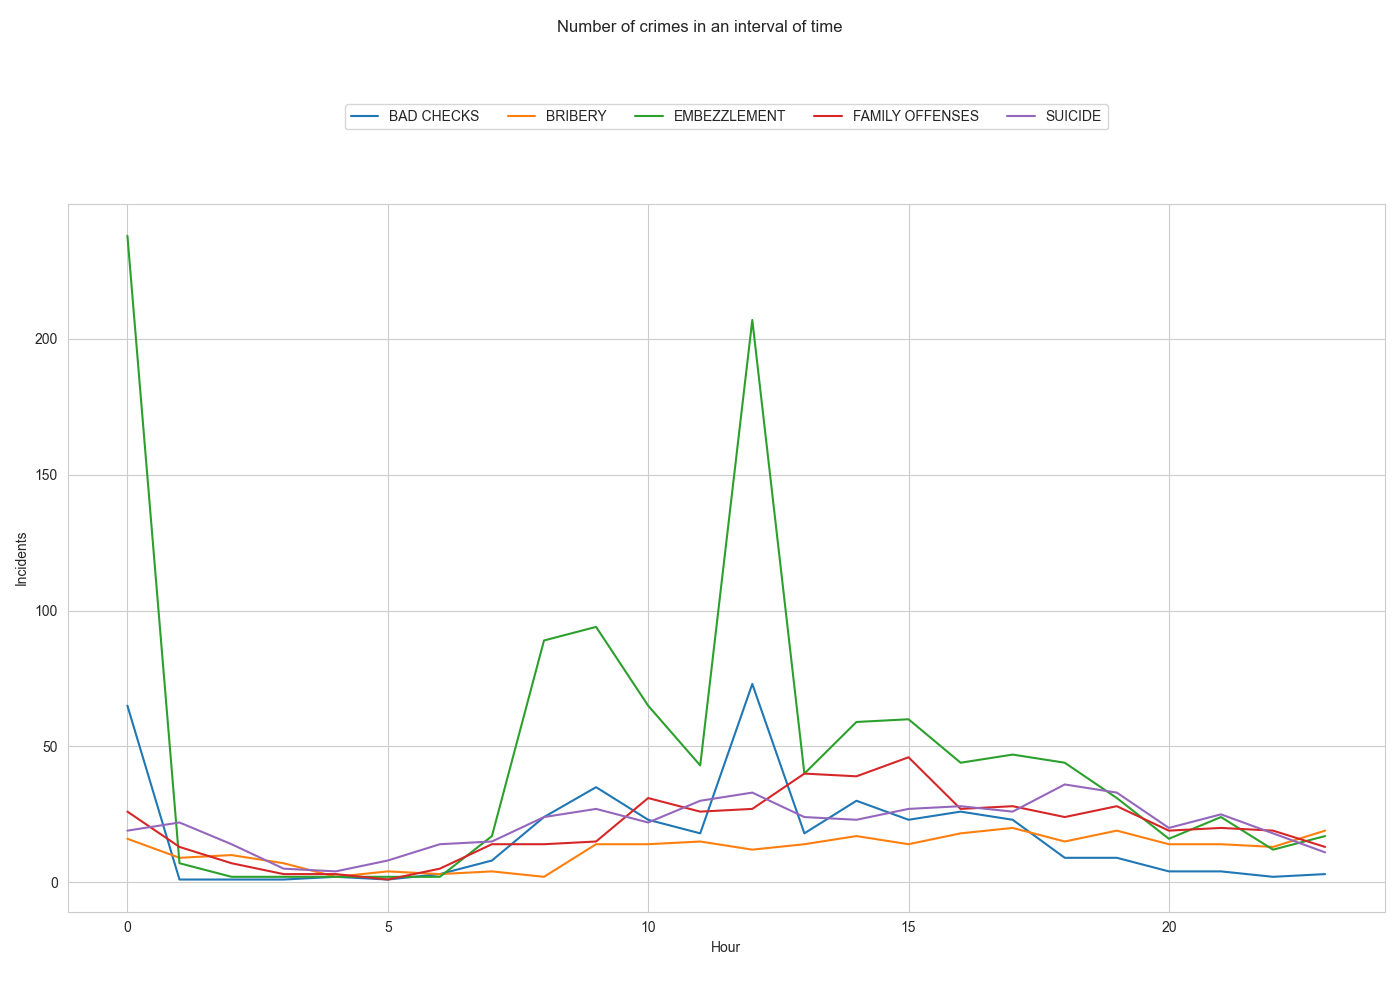 Number of crimes in an interval of time
BAD CHECKS BRIBERY EMBEZZLEMENT FAMILY OFFENSES SUICIDE
200
150
100
50
0
Incidents
0 5 10 15 20
Hour